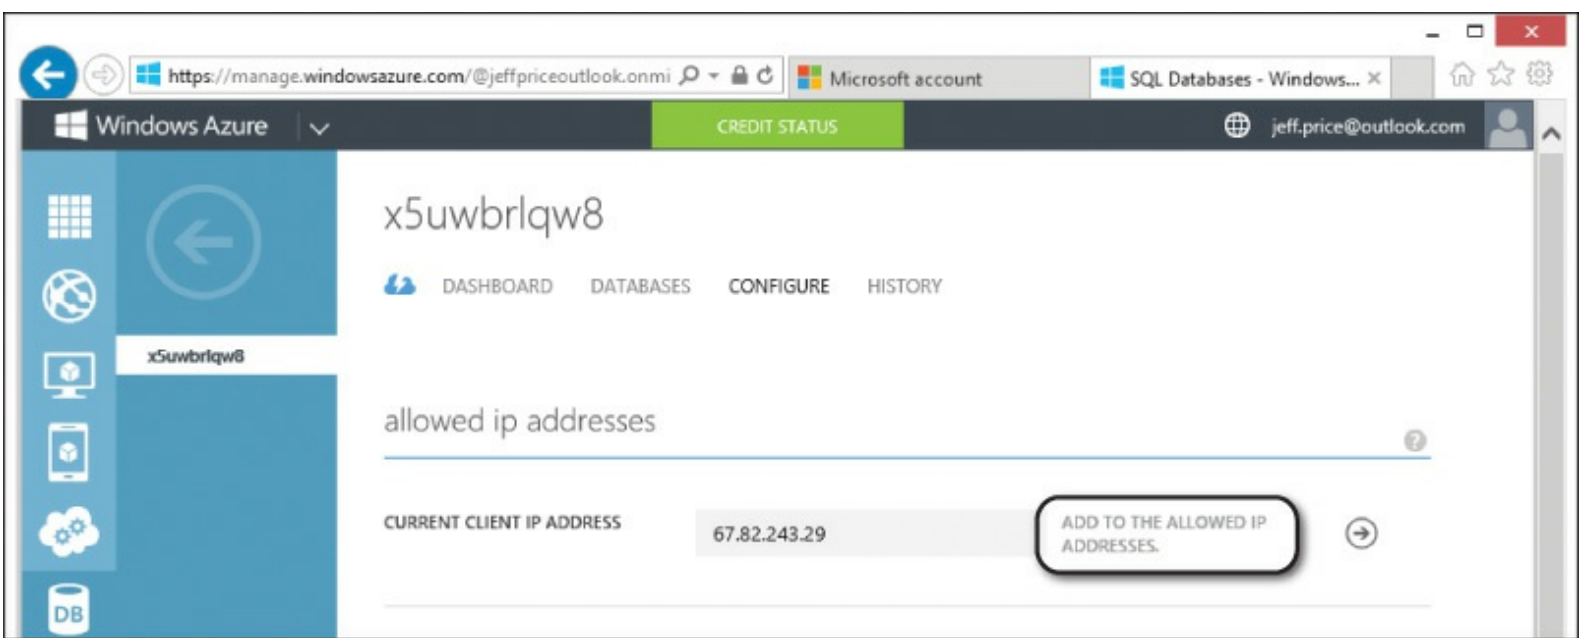 https://manage.windowsazure.com/@jeffpriceoutlook.onmi
Microsoft account
SQL Databases - Windows...
Windows Azure
CREDIT STATUS
jeff.price@outlook.com
x5uwbrlqw8
DASHBOARD DATABASES CONFIGURE HISTORY
x5uwbrlqw8
allowed ip addresses
?
CURRENT CLIENT IP ADDRESS
67.82.243.29
ADD TO THE ALLOWED IP
ADDRESSES.
DB